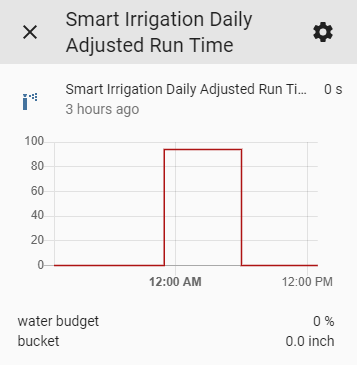 Smart Irrigation Daily
Adjusted Run Time
Smart Irrigation Daily Adjusted Run Ti... 0 s
3 hours ago
100
80
60
40
20
0
12:00 AM 12:00 PM
water budget 0 %
bucket 0.0 inch